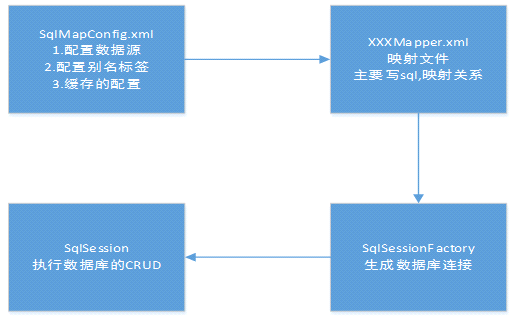 SqlMapConfig.xml
1.配置数据源
2.配置别名标签
3.缓存的配置
XXXMapper.xml
映射文件
主要写sql,映射关系
SqlSession
执行数据库的CRUD
SqlSessionFactory
生成数据库连接